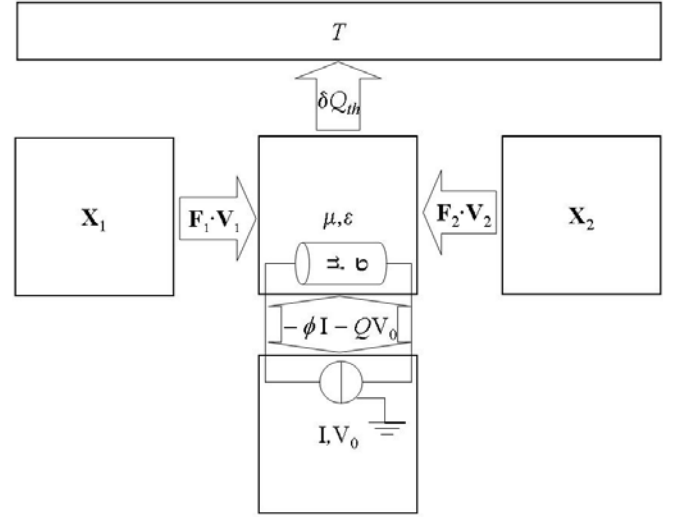 T
δQ_th
X₁ F₁·V₁ F₂·V₂ X₂
μ,ε
μ,σ
−ϕI − QV₀
I,V₀